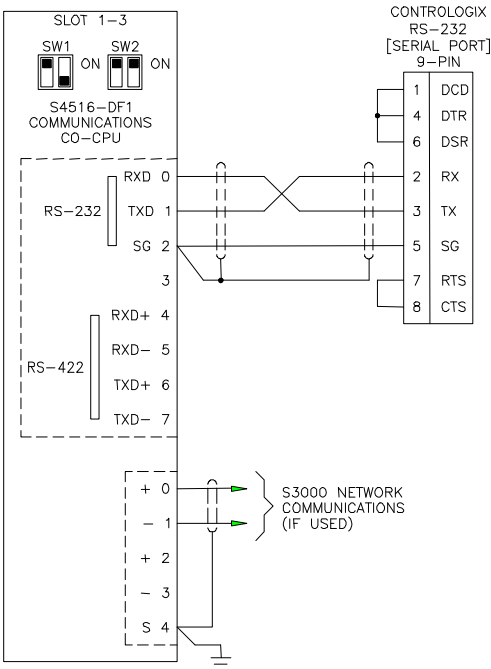 SLOT 1-3
SW1
SW2
ON
ON
S4516-DF1
COMMUNICATIONS
CO-CPU
RS-232
RXD 0
TXD 1
SG 2
3
RS-422
RXD+ 4
RXD- 5
TXD+ 6
TXD- 7
+ 0
- 1
+ 2
- 3
S 4
S3000 NETWORK
COMMUNICATIONS
(IF USED)
CONTROLOGIX
RS-232
[SERIAL PORT]
9-PIN
1 DCD
4 DTR
6 DSR
2 RX
3 TX
5 SG
7 RTS
8 CTS